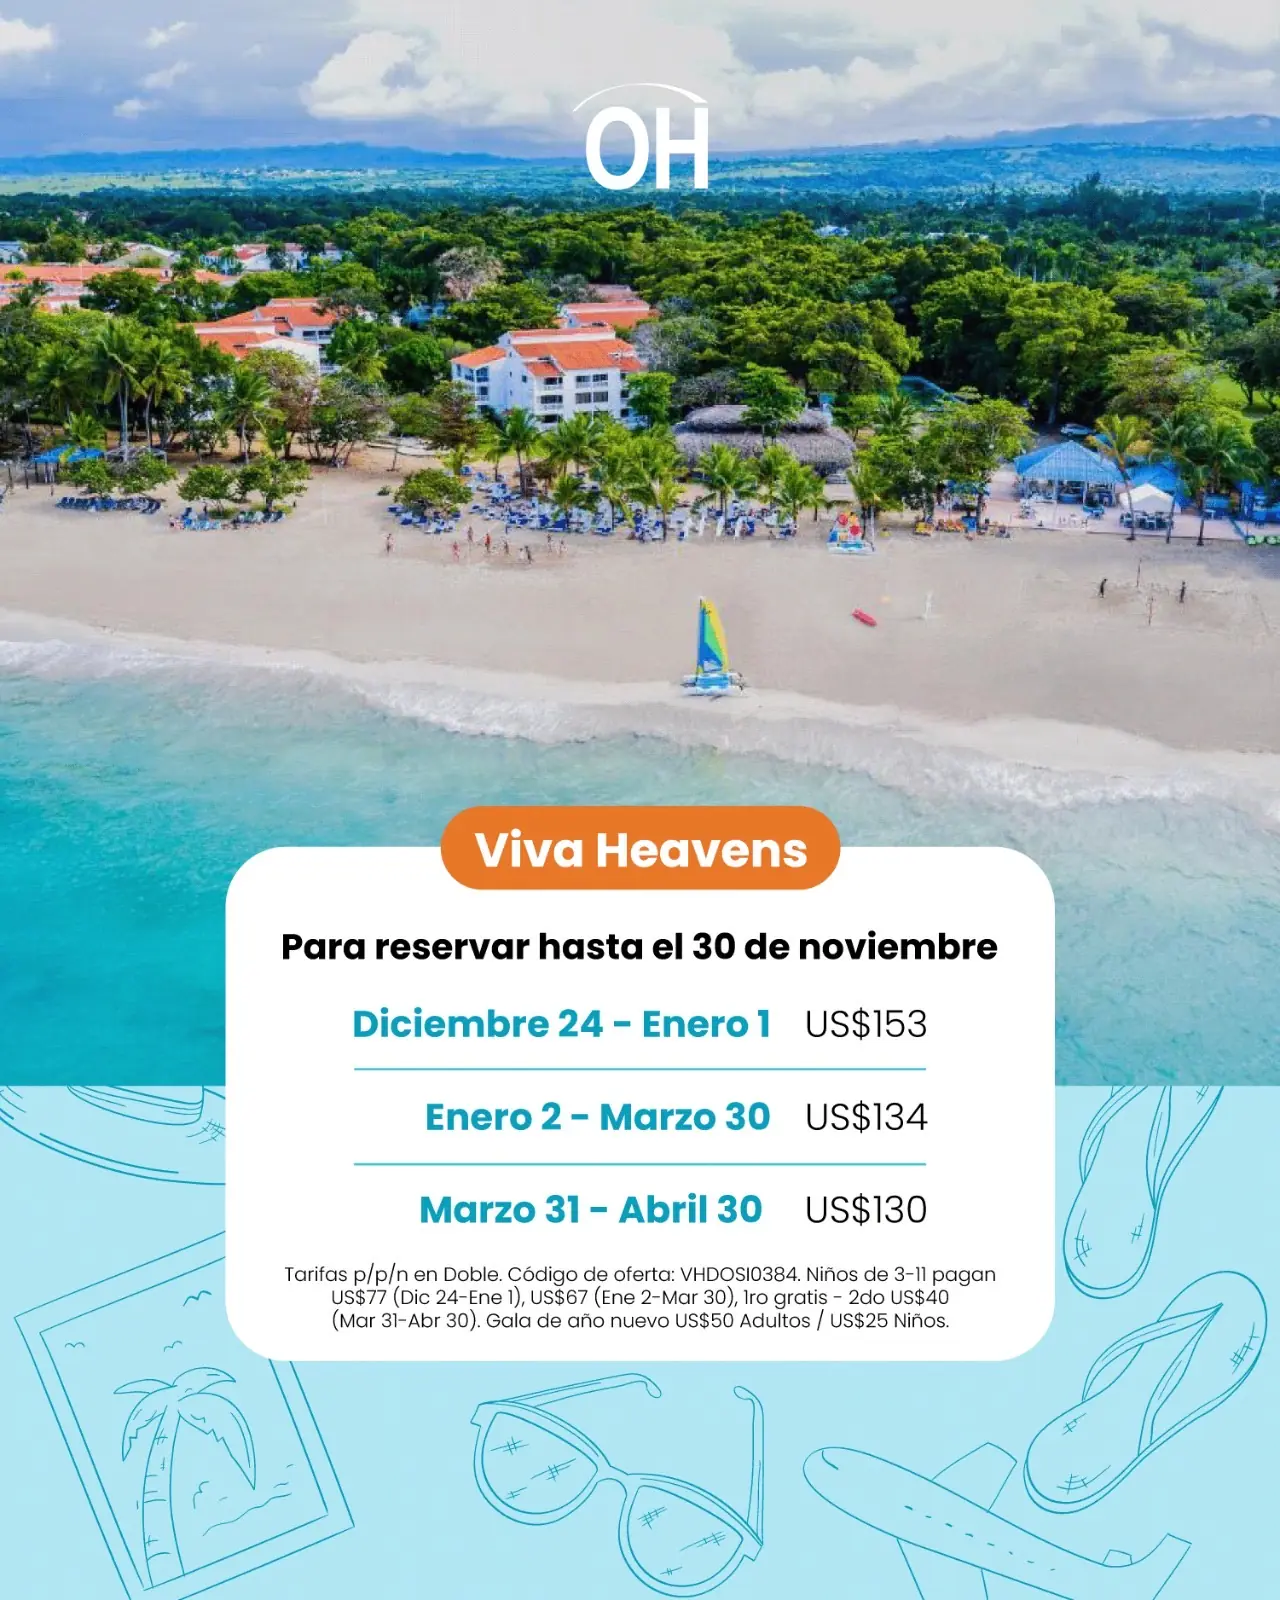 OH
Viva Heavens
Para reservar hasta el 30 de noviembre
Diciembre 24 - Enero 1 US$153
Enero 2 - Marzo 30 US$134
Marzo 31 - Abril 30 US$130
Tarifas p/p/n en Doble. Código de oferta: VHDOSI0384. Niños de 3-11 pagan
US$77 (Dic 24-Ene 1), US$67 (Ene 2-Mar 30), 1ro gratis - 2do US$40
(Mar 31-Abr 30). Gala de año nuevo US$50 Adultos / US$25 Niños.